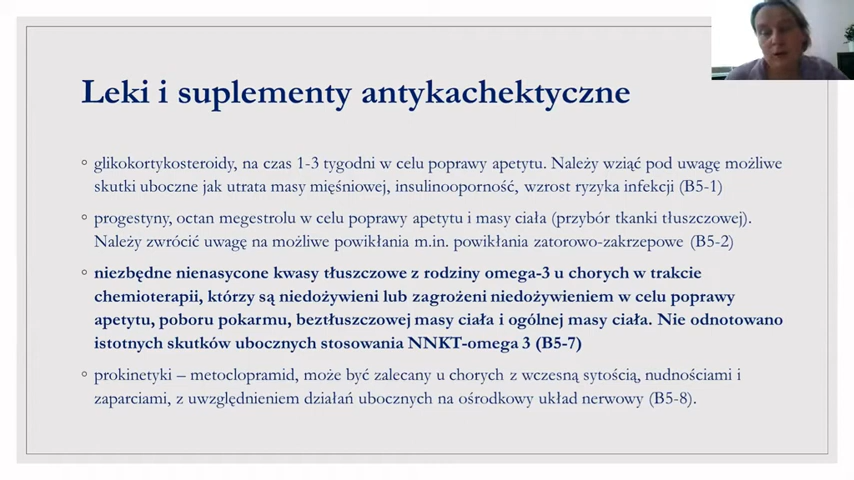 Leki i suplementy antykachektyczne
◦ glikokortykosteroidy, na czas 1-3 tygodni w celu poprawy apetytu. Należy wziąć pod uwagę możliwe
skutki uboczne jak utrata masy mięśniowej, insulinooporność, wzrost ryzyka infekcji (B5-1)
◦ progestyny, octan megestrolu w celu poprawy apetytu i masy ciała (przybór tkanki tłuszczowej).
Należy zwrócić uwagę na możliwe powikłania m.in. powikłania zatorowo-zakrzepowe (B5-2)
◦ niezbędne nienasycone kwasy tłuszczowe z rodziny omega-3 u chorych w trakcie
chemioterapii, którzy są niedożywieni lub zagrożeni niedożywieniem w celu poprawy
apetytu, poboru pokarmu, beztłuszczowej masy ciała i ogólnej masy ciała. Nie odnotowano
istotnych skutków ubocznych stosowania NNKT-omega 3 (B5-7)
◦ prokinetyki – metoclopramid, może być zalecany u chorych z wczesną sytością, nudnościami i
zaparciami, z uwzględnieniem działań ubocznych na ośrodkowy układ nerwowy (B5-8).